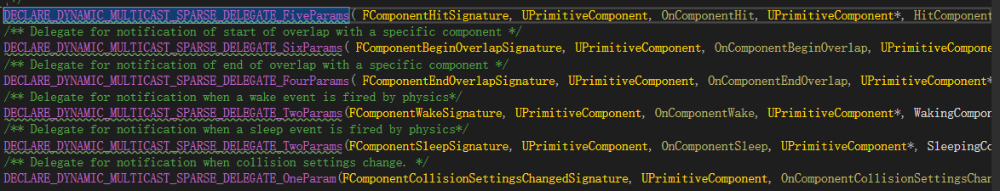 DECLARE_DYNAMIC_MULTICAST_SPARSE_DELEGATE_FiveParams( FComponentHitSignature, UPrimitiveComponent, OnComponentHit, UPrimitiveComponent*, HitComponent
/** Delegate for notification of start of overlap with a specific component */
DECLARE_DYNAMIC_MULTICAST_SPARSE_DELEGATE_SixParams( FComponentBeginOverlapSignature, UPrimitiveComponent, OnComponentBeginOverlap, UPrimitiveCompone
/** Delegate for notification of end of overlap with a specific component */
DECLARE_DYNAMIC_MULTICAST_SPARSE_DELEGATE_FourParams( FComponentEndOverlapSignature, UPrimitiveComponent, OnComponentEndOverlap, UPrimitiveComponent*
/** Delegate for notification when a wake event is fired by physics*/
DECLARE_DYNAMIC_MULTICAST_SPARSE_DELEGATE_TwoParams(FComponentWakeSignature, UPrimitiveComponent, OnComponentWake, UPrimitiveComponent*, WakingCompon
/** Delegate for notification when a sleep event is fired by physics*/
DECLARE_DYNAMIC_MULTICAST_SPARSE_DELEGATE_TwoParams(FComponentSleepSignature, UPrimitiveComponent, OnComponentSleep, UPrimitiveComponent*, SleepingCo
/** Delegate for notification when collision settings change. */
DECLARE_DYNAMIC_MULTICAST_SPARSE_DELEGATE_OneParam(FComponentCollisionSettingsChangedSignature, UPrimitiveComponent, OnComponentCollisionSettingsChan